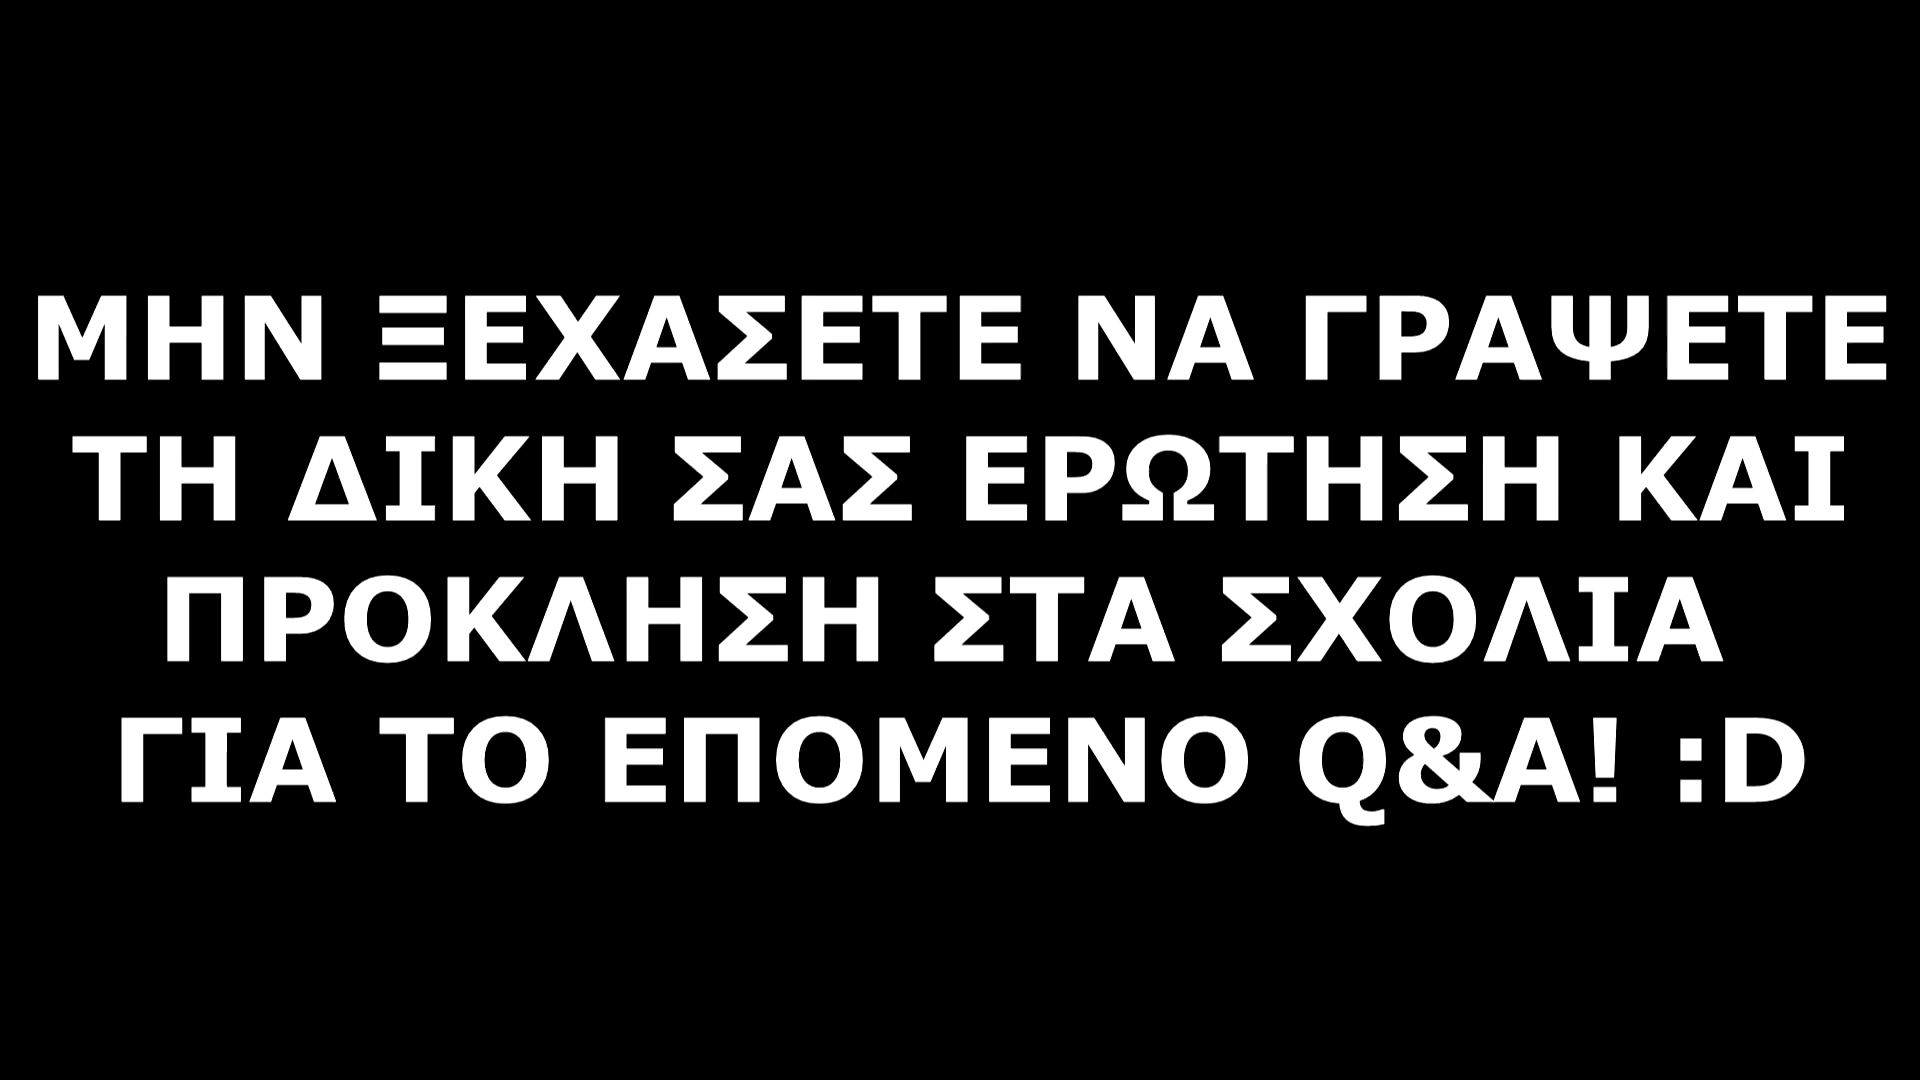 ΜΗΝ ΞΕΧΑΣΕΤΕ ΝΑ ΓΡΑΨΕΤΕ
ΤΗ ΔΙΚΗ ΣΑΣ ΕΡΩΤΗΣΗ ΚΑΙ
ΠΡΟΚΛΗΣΗ ΣΤΑ ΣΧΟΛΙΑ
ΓΙΑ ΤΟ ΕΠΟΜΕΝΟ Q&A! :D